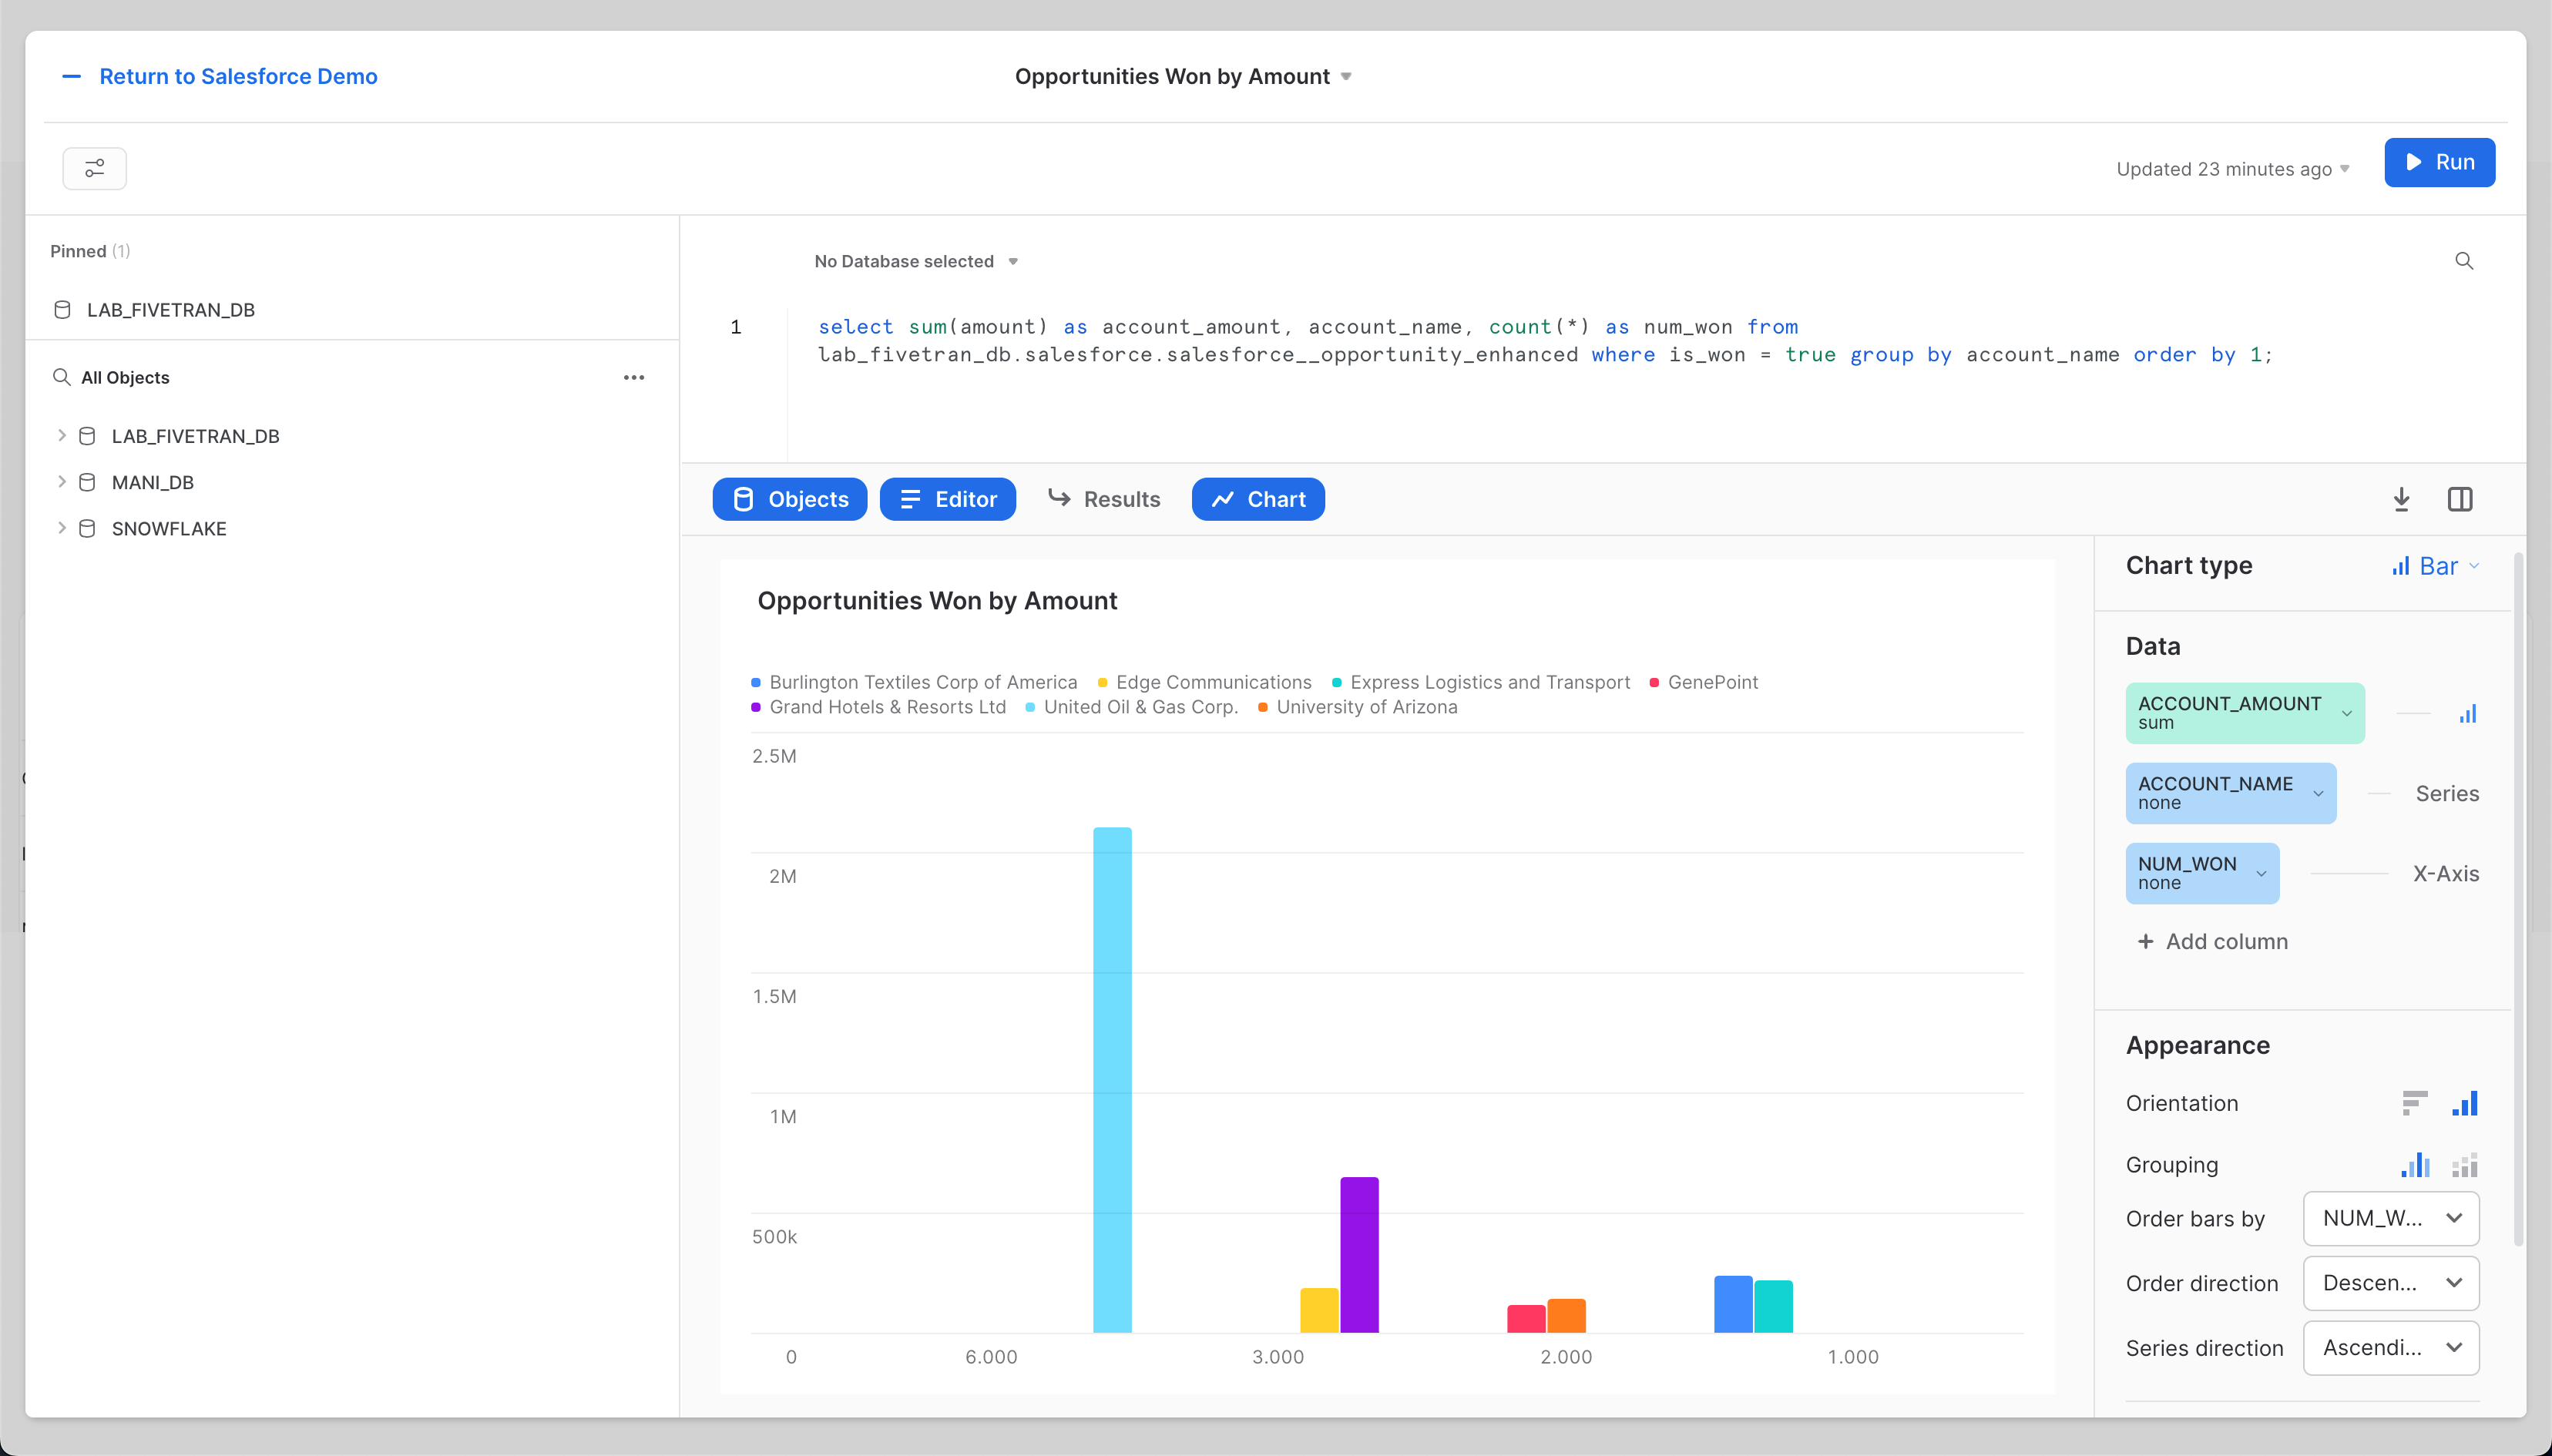 Return to Salesforce Demo
Opportunities Won by Amount
Updated 23 minutes ago
Run
Pinned (1)
LAB_FIVETRAN_DB
All Objects
LAB_FIVETRAN_DB
MANI_DB
SNOWFLAKE
No Database selected
1
select sum(amount) as account_amount, account_name, count(*) as num_won from
lab_fivetran_db.salesforce.salesforce__opportunity_enhanced where is_won = true group by account_name order by 1;
Objects
Editor
Results
Chart
Opportunities Won by Amount
Burlington Textiles Corp of America Edge Communications Express Logistics and Transport GenePoint
Grand Hotels & Resorts Ltd United Oil & Gas Corp. University of Arizona
2.5M
2M
1.5M
1M
500k
0 6.000 3.000 2.000 1.000
Chart type Bar
Data
ACCOUNT_AMOUNT
sum
ACCOUNT_NAME
none
Series
NUM_WON
none
X-Axis
+ Add column
Appearance
Orientation
Grouping
Order bars by NUM_W...
Order direction Descen...
Series direction Ascendi...